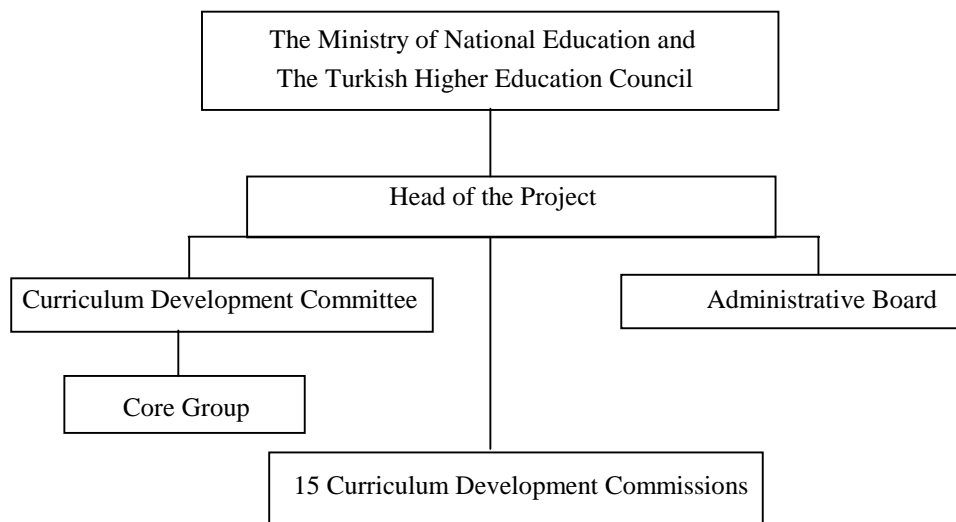 The Ministry of National Education and
The Turkish Higher Education Council
Head of the Project
Curriculum Development Committee
Administrative Board
Core Group
15 Curriculum Development Commissions